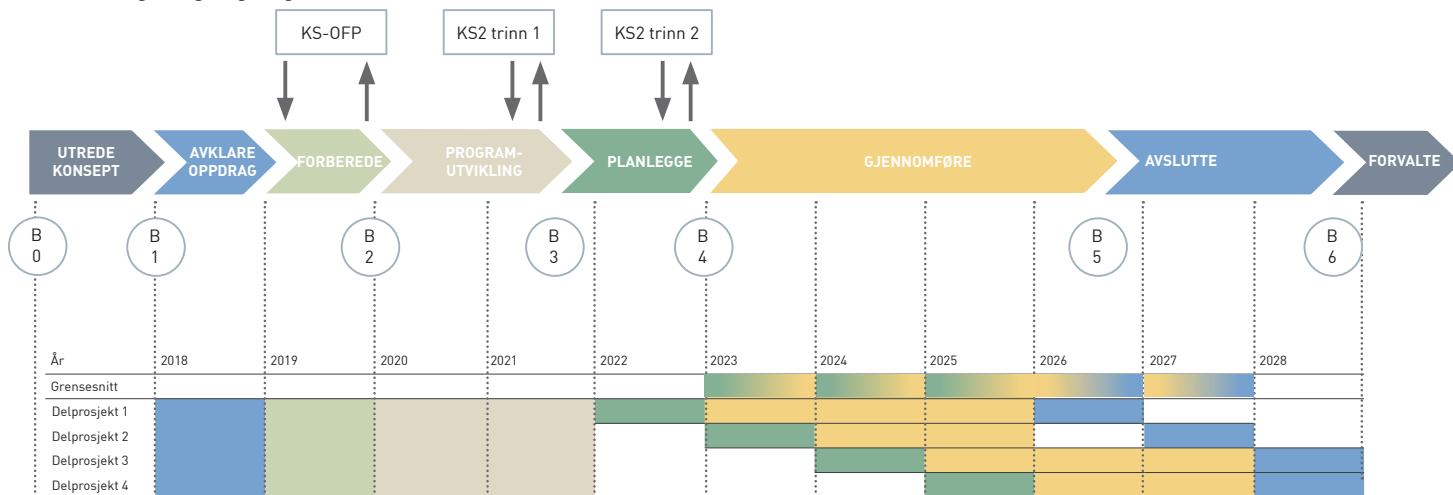 KS-OFP
KS2 trinn 1
KS2 trinn 2
UTREDE
KONSEPT
AVKLARE
OPPDRAG
FORBEREDE
PROGRAM-
UTVIKLING
PLANLEGGE
GJENNOMFØRE
AVSLUTTE
FORVALTE
B
0
B
1
B
2
B
3
B
4
B
5
B
6
År 2018 2019 2020 2021 2022 2023 2024 2025 2026 2027 2028
Grensesnitt
Delprosjekt 1
Delprosjekt 2
Delprosjekt 3
Delprosjekt 4